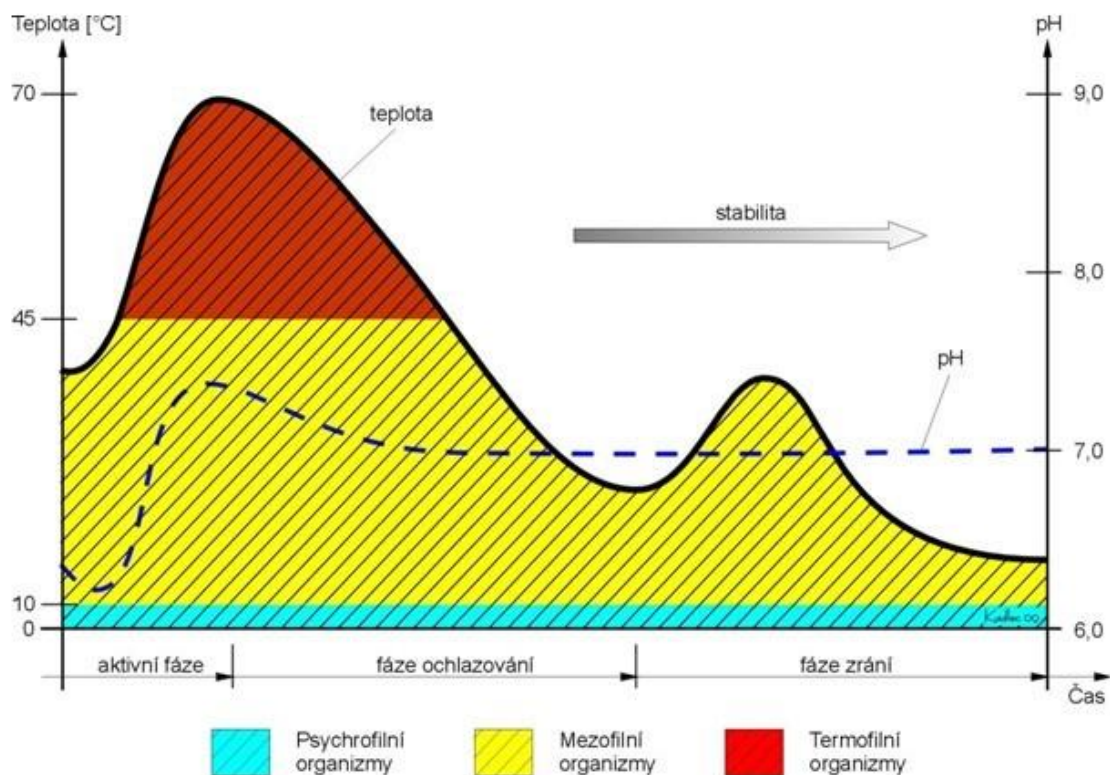 Teplota [°C]
pH
70
9,0
teplota
stabilita
8,0
45
pH
7,0
10
0
6,0
aktivní fáze
fáze ochlazování
fáze zrání
Čas
Psychrofilní
organizmy
Mezofilní
organizmy
Termofilní
organizmy